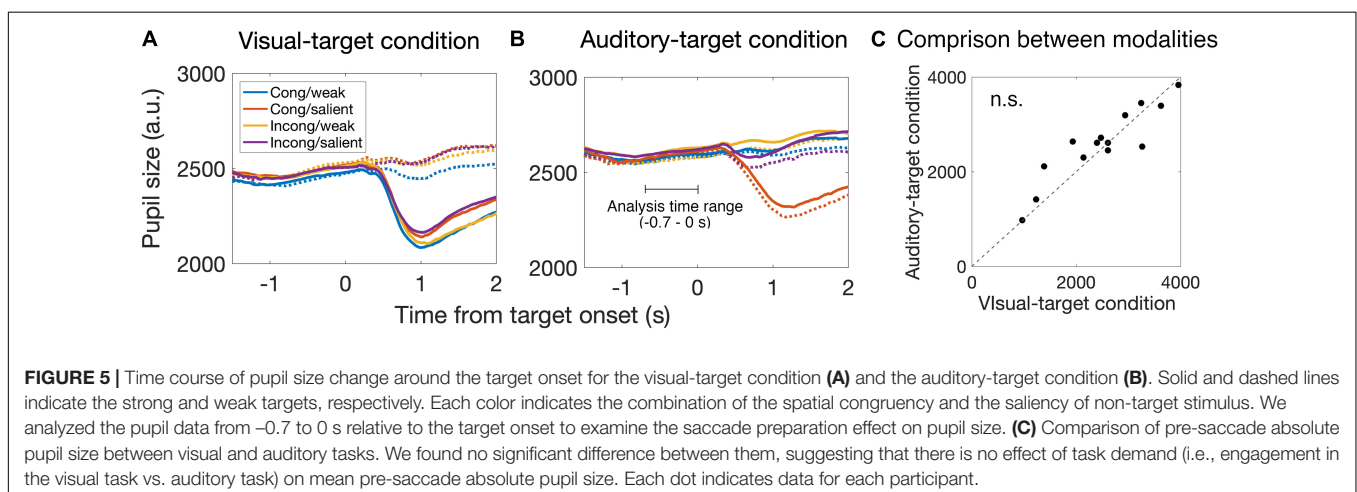 A Visual-target condition
B Auditory-target condition
C Comprison between modalities
3000
2500
2000
Pupil size (a.u.)
Cong/weak
Cong/salient
Incong/weak
Incong/salient
-1 0 1 2
3000
2500
2000
Analysis time range
(-0.7 - 0 s)
-1 0 1 2
Time from target onset (s)
Auditory-target condition
4000
2000
0
n.s.
0 2000 4000
VIsual-target condition
FIGURE 5 | Time course of pupil size change around the target onset for the visual-target condition (A) and the auditory-target condition (B). Solid and dashed lines
indicate the strong and weak targets, respectively. Each color indicates the combination of the spatial congruency and the saliency of non-target stimulus. We
analyzed the pupil data from –0.7 to 0 s relative to the target onset to examine the saccade preparation effect on pupil size. (C) Comparison of pre-saccade absolute
pupil size between visual and auditory tasks. We found no significant difference between them, suggesting that there is no effect of task demand (i.e., engagement in
the visual task vs. auditory task) on mean pre-saccade absolute pupil size. Each dot indicates data for each participant.